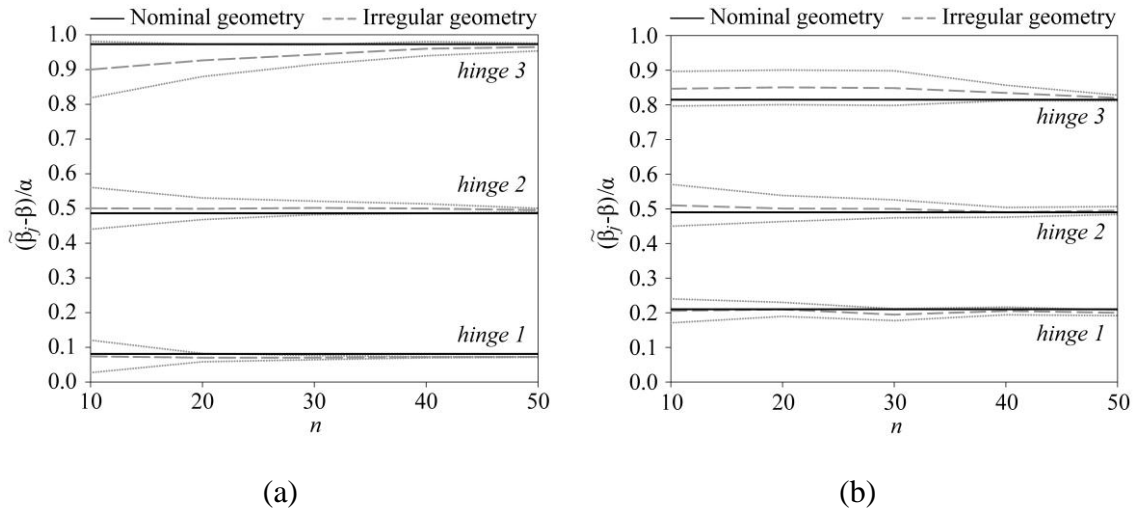 Nominal geometry Irregular geometry
1.0
0.9
0.8
0.7
0.6
0.5
0.4
0.3
0.2
0.1
0.0
(β̃j-β)/α
hinge 3
hinge 2
hinge 1
10 20 30 40 50
n
(a)
Nominal geometry Irregular geometry
1.0
0.9
0.8
0.7
0.6
0.5
0.4
0.3
0.2
0.1
0.0
(β̃j-β)/α
hinge 3
hinge 2
hinge 1
10 20 30 40 50
n
(b)